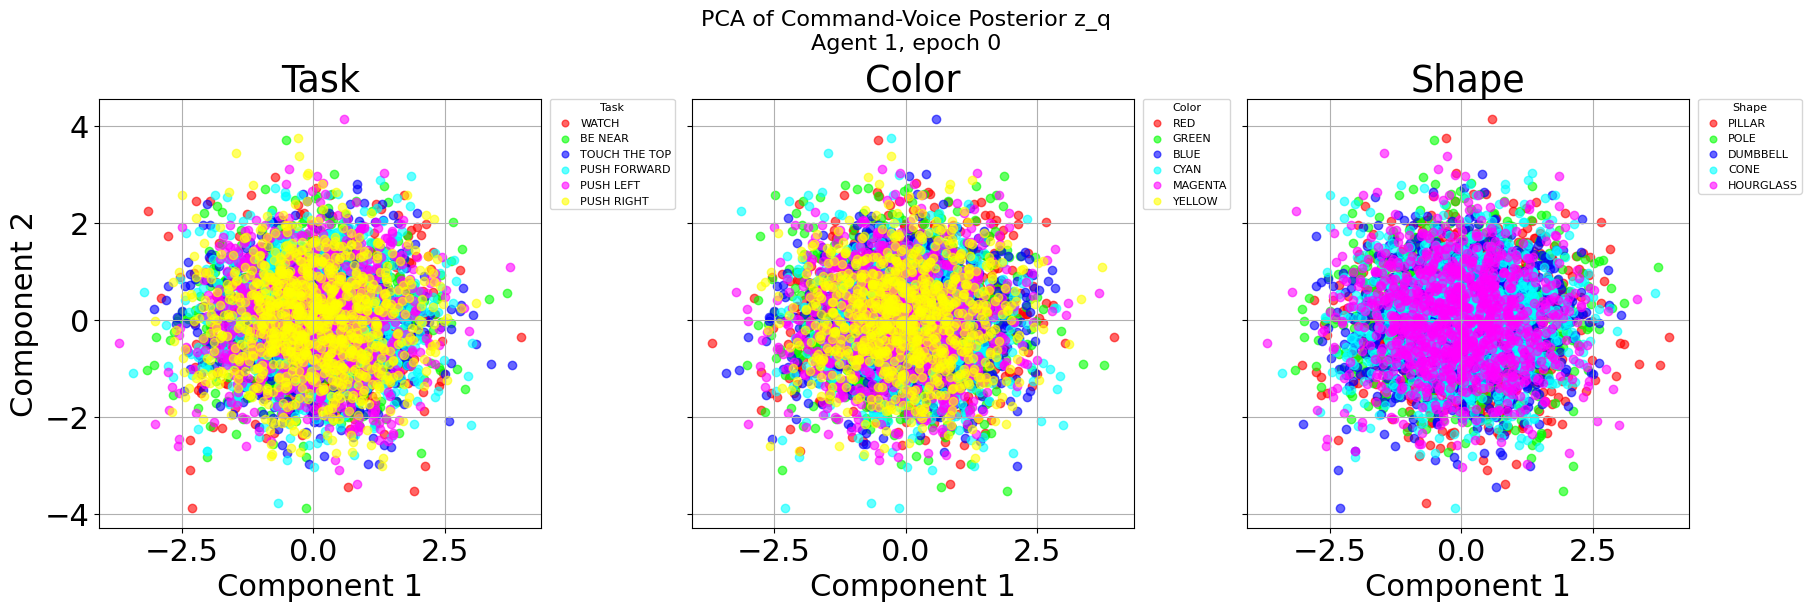 PCA of Command-Voice Posterior z_q
Agent 1, epoch 0
Task
Color
Shape
Component 2
4
2
0
−2
−4
−2.5
0.0
2.5
Component 1
Task
WATCH
BE NEAR
TOUCH THE TOP
PUSH FORWARD
PUSH LEFT
PUSH RIGHT
−2.5
0.0
2.5
Component 1
Color
RED
GREEN
BLUE
CYAN
MAGENTA
YELLOW
−2.5
0.0
2.5
Component 1
Shape
PILLAR
POLE
DUMBBELL
CONE
HOURGLASS